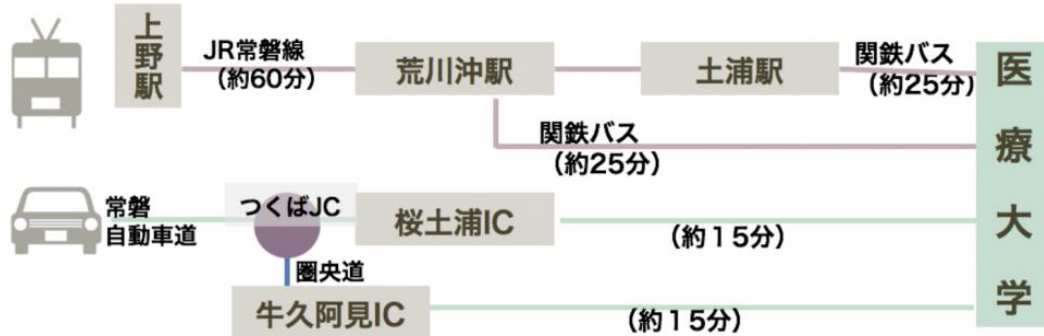 上野駅
JR常磐線
（約60分）
荒川沖駅
土浦駅
関鉄バス
（約25分）
関鉄バス
（約25分）
医療大学
常磐
自動車道
つくばJC
桜土浦IC
（約１5分）
圏央道
牛久阿見IC
（約１5分）